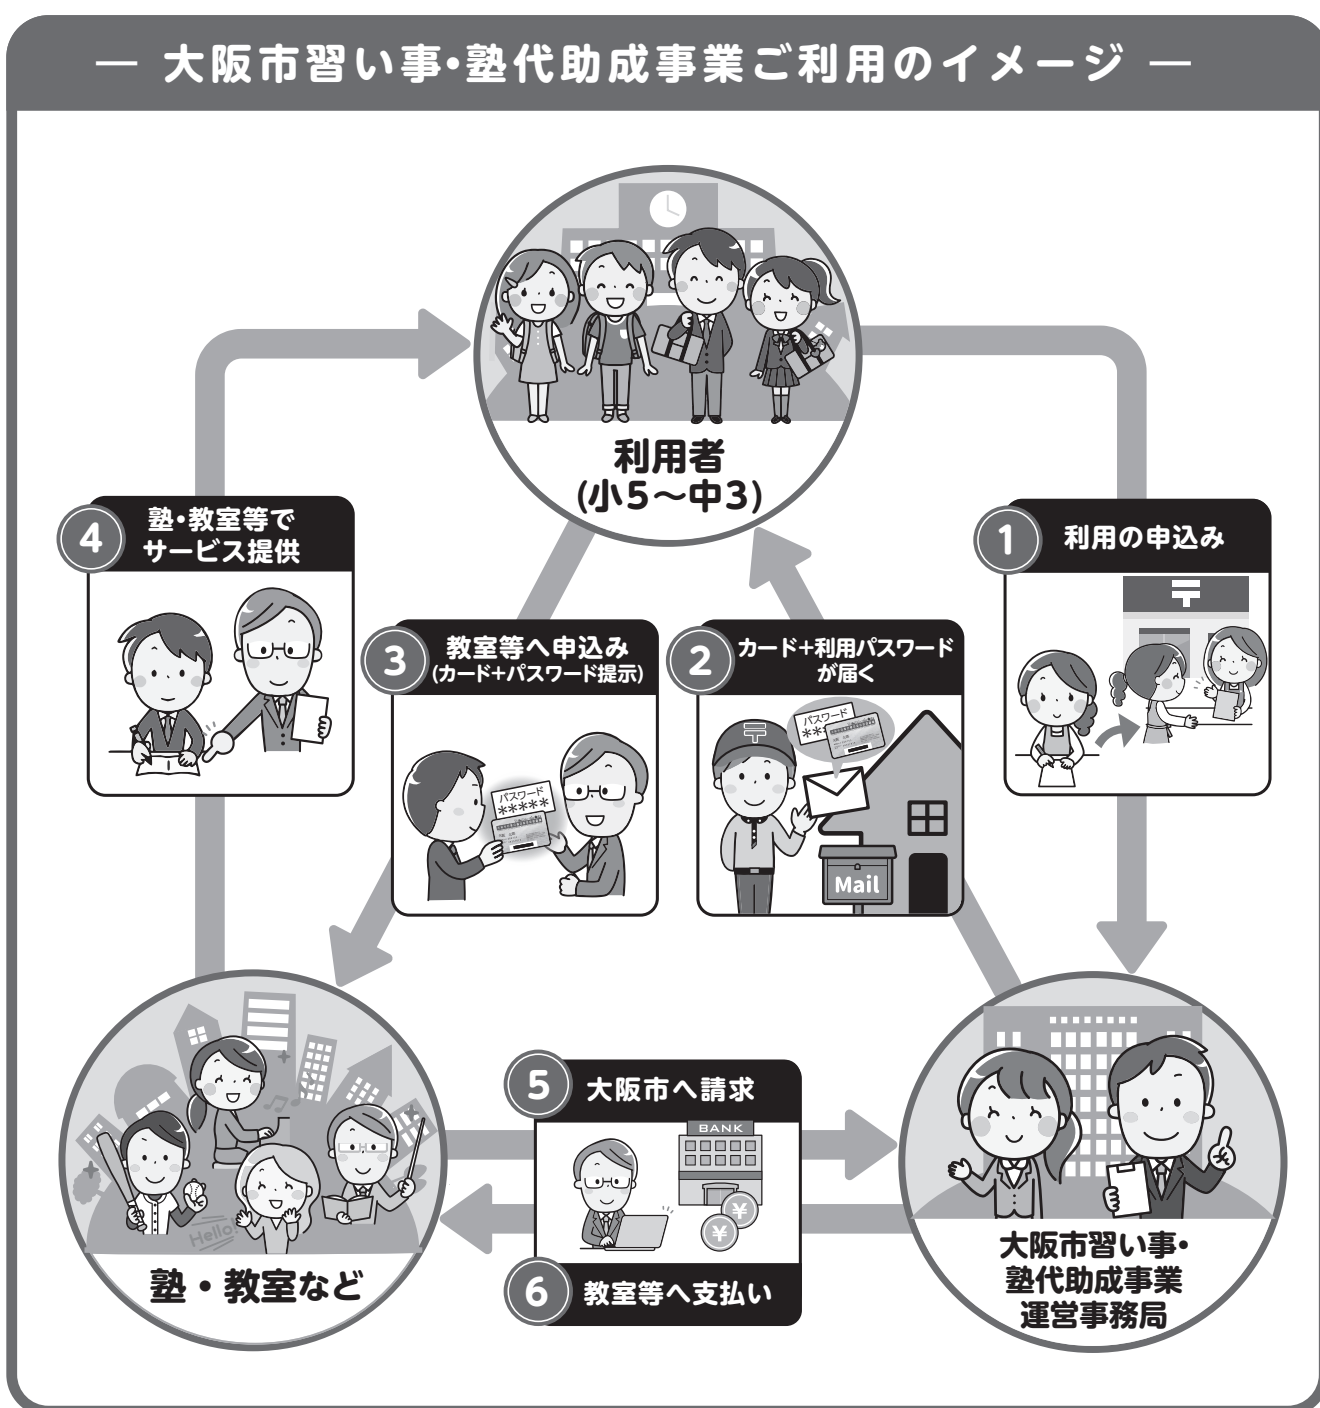 ― 大阪市習い事・塾代助成事業ご利用のイメージ ―
利用者
(小5〜中3)
4
塾・教室等で
サービス提供
1
利用の申込み
3
教室等へ申込み
(カード+パスワード提示)
2
カード+利用パスワード
が届く
パスワード
パスワード
*****
Mail
5
大阪市へ請求
BANK
¥
¥
6
教室等へ支払い
Hello!
塾・教室など
大阪市習い事・
塾代助成事業
運営事務局